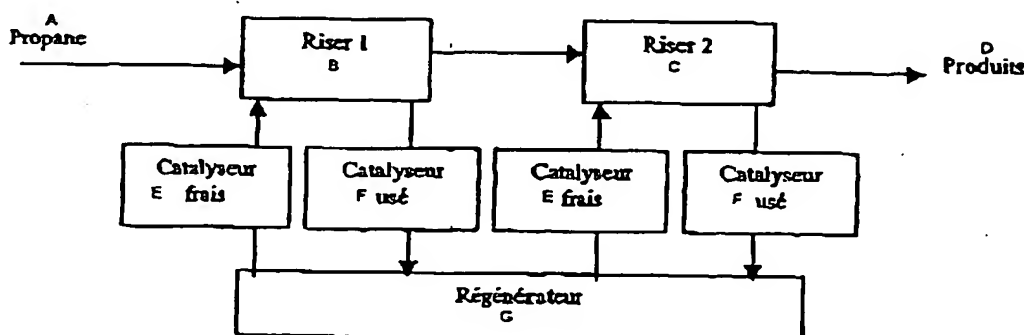 A
Propane
Riser 1
B
Riser 2
C
D
Produits
Catalyseur
E frais
Catalyseur
F usé
Catalyseur
E frais
Catalyseur
F usé
Régénérateur
G